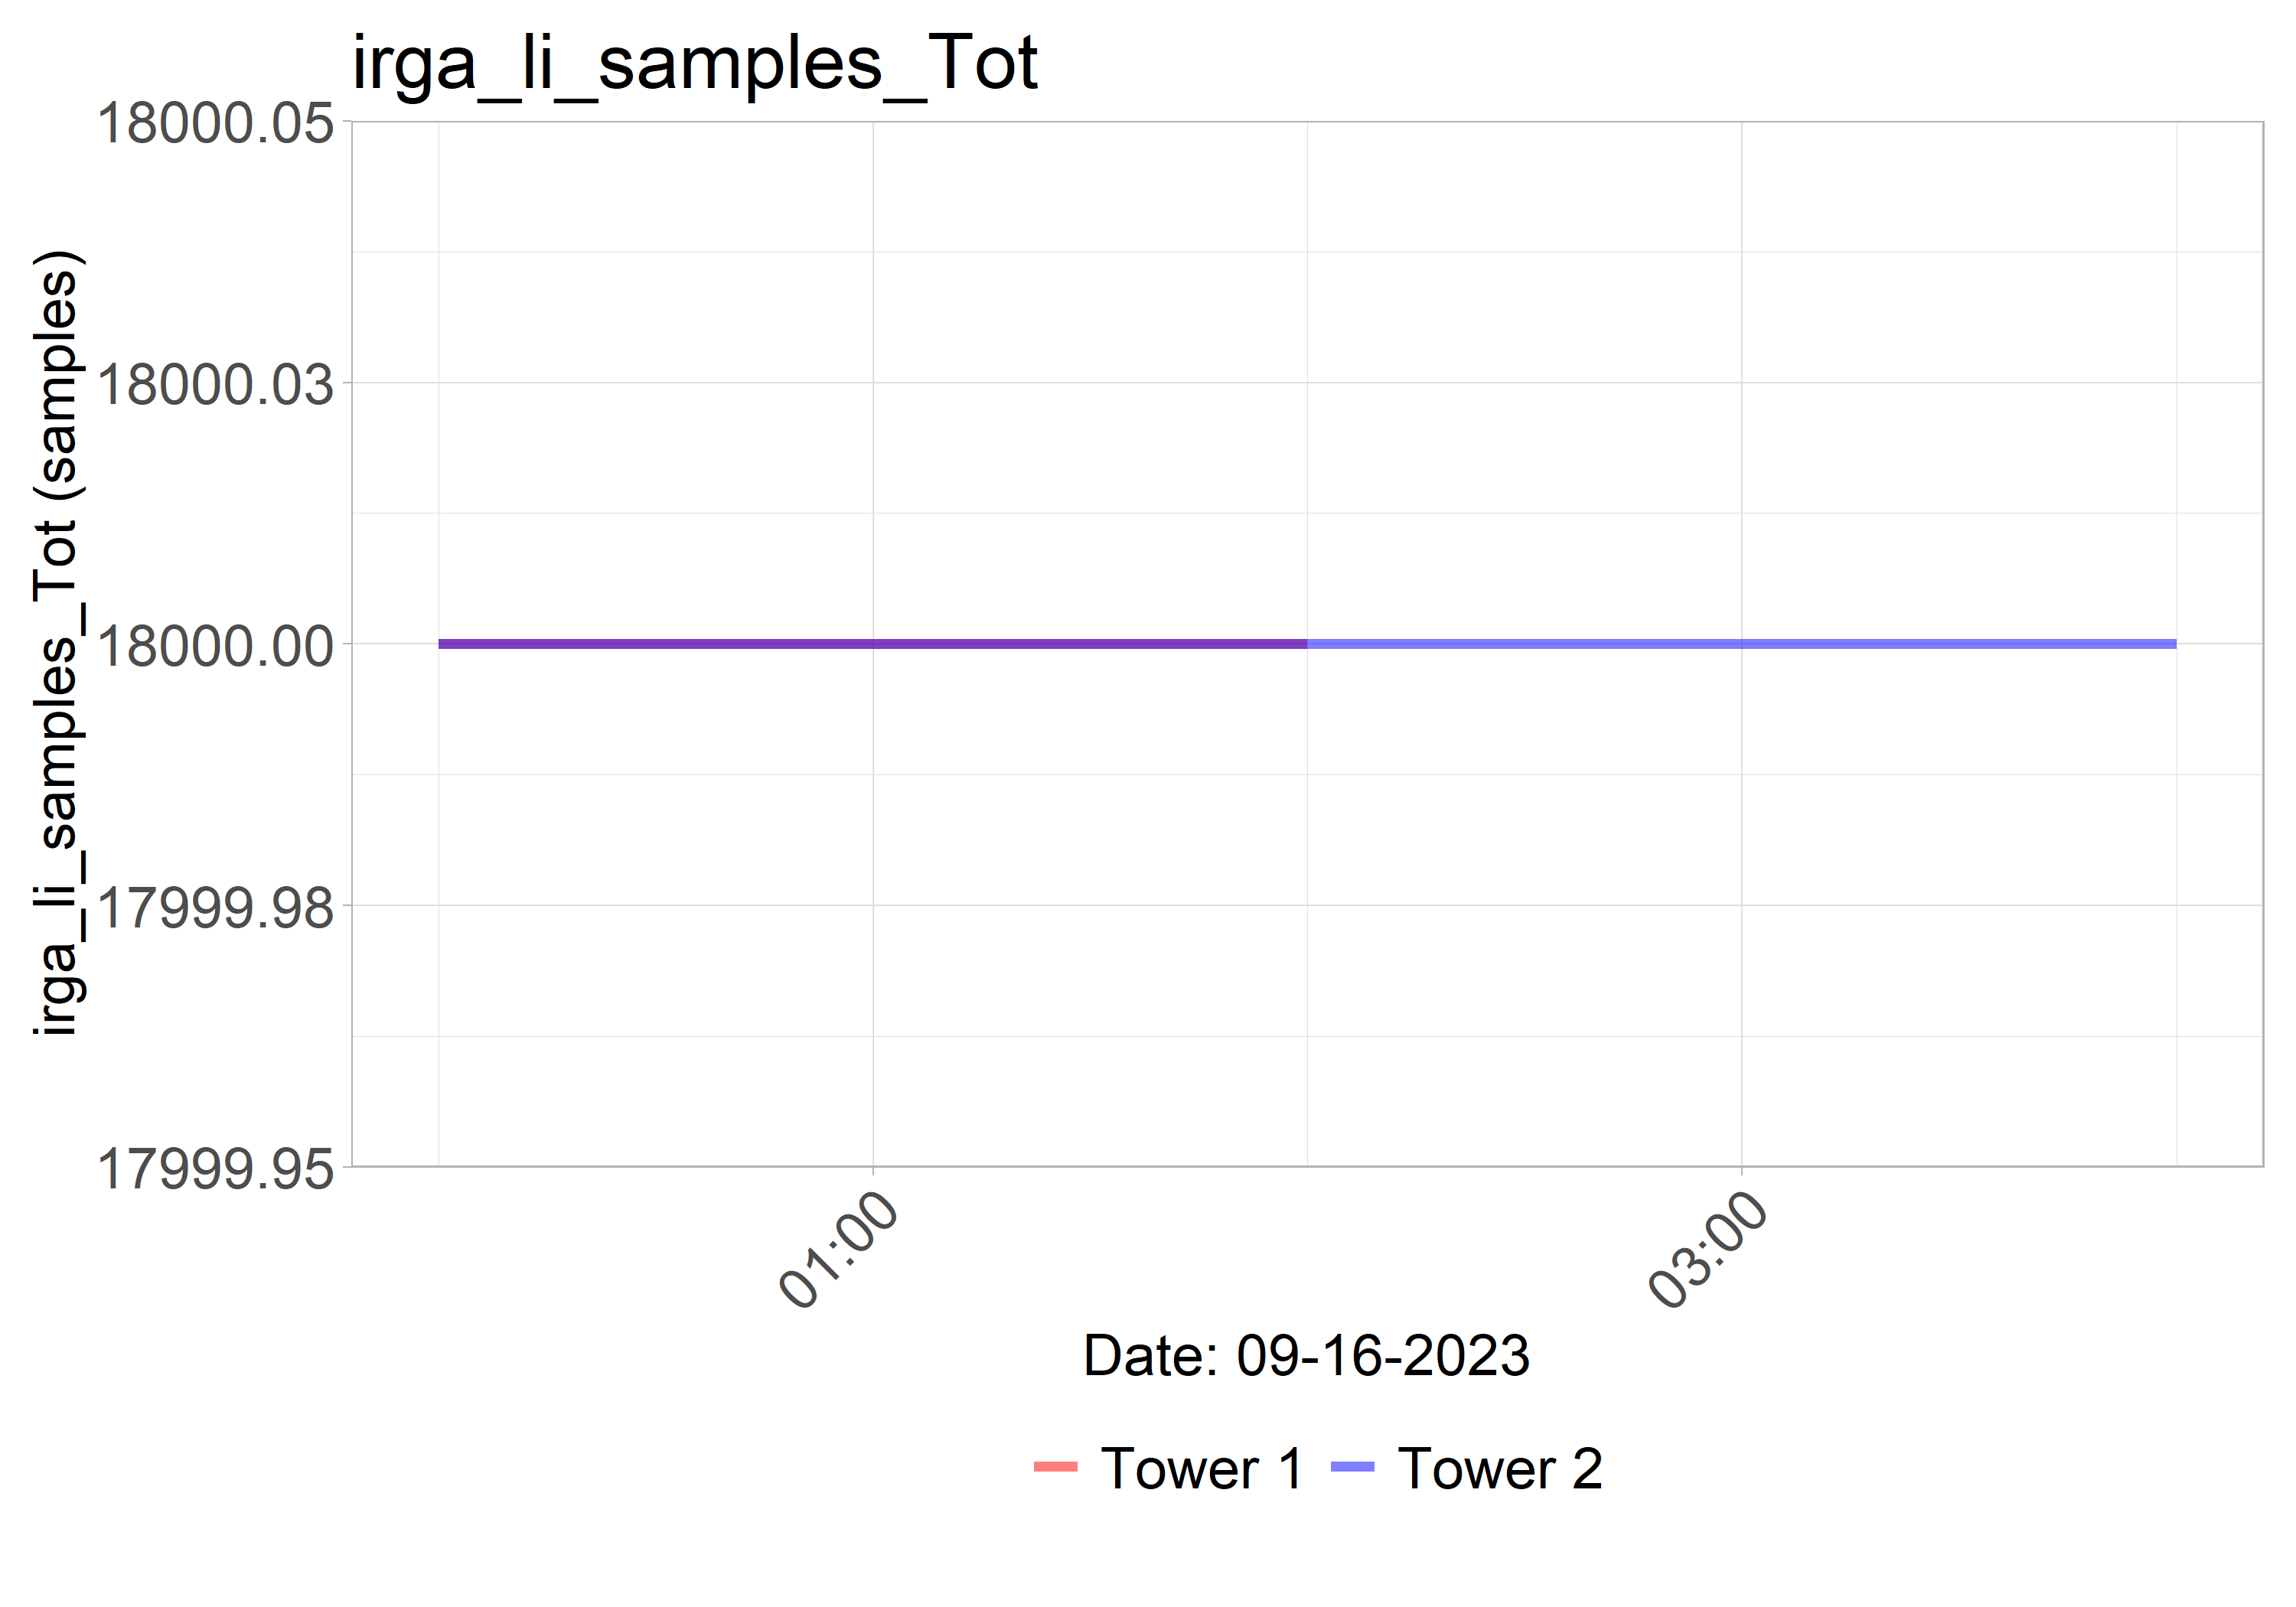 irga_li_samples_Tot
irga_li_samples_Tot (samples)
18000.05
18000.03
18000.00
17999.98
17999.95
01:00
03:00
Date: 09-16-2023
Tower 1
Tower 2